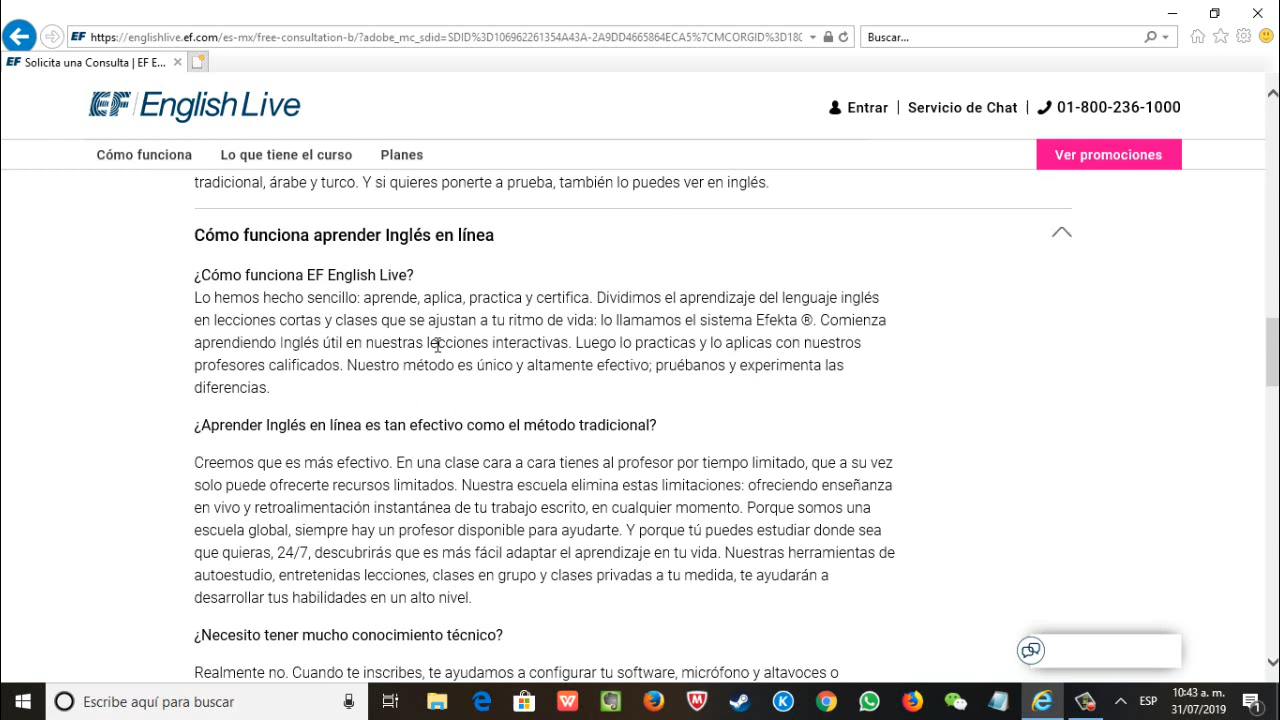 https://englishlive.ef.com/es-mx/free-consultation-b/?adobe_mc_sdid=SDID%3D106962261354A43A-2A9DD4665864ECA5%7CMCORGID%3D180
Buscar...
EF Solicita una Consulta | EF E...
EF English Live
Entrar | Servicio de Chat | 01-800-236-1000
Cómo funciona Lo que tiene el curso Planes Ver promociones
tradicional, árabe y turco. Y si quieres ponerte a prueba, también lo puedes ver en inglés.
Cómo funciona aprender Inglés en línea
¿Cómo funciona EF English Live?
Lo hemos hecho sencillo: aprende, aplica, practica y certifica. Dividimos el aprendizaje del lenguaje inglés
en lecciones cortas y clases que se ajustan a tu ritmo de vida: lo llamamos el sistema Efekta ®. Comienza
aprendiendo Inglés útil en nuestras lecciones interactivas. Luego lo practicas y lo aplicas con nuestros
profesores calificados. Nuestro método es único y altamente efectivo; pruébanos y experimenta las
diferencias.
¿Aprender Inglés en línea es tan efectivo como el método tradicional?
Creemos que es más efectivo. En una clase cara a cara tienes al profesor por tiempo limitado, que a su vez
solo puede ofrecerte recursos limitados. Nuestra escuela elimina estas limitaciones: ofreciendo enseñanza
en vivo y retroalimentación instantánea de tu trabajo escrito, en cualquier momento. Porque somos una
escuela global, siempre hay un profesor disponible para ayudarte. Y porque tú puedes estudiar donde sea
que quieras, 24/7, descubrirás que es más fácil adaptar el aprendizaje en tu vida. Nuestras herramientas de
autoestudio, entretenidas lecciones, clases en grupo y clases privadas a tu medida, te ayudarán a
desarrollar tus habilidades en un alto nivel.
¿Necesito tener mucho conocimiento técnico?
Realmente no. Cuando te inscribes, te ayudamos a configurar tu software, micrófono y altavoces o
Escribe aquí para buscar
ESP
10:43 a. m.
31/07/2019